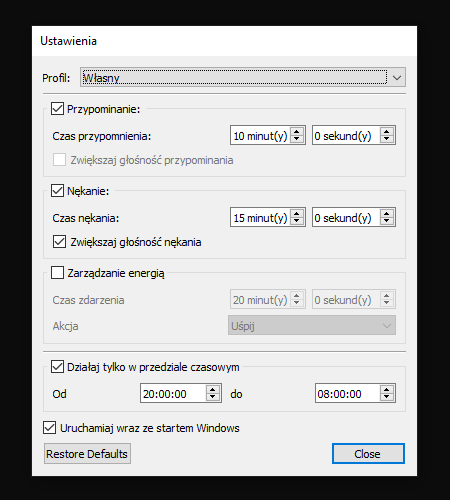 Ustawienia
Profil: Własny
Przypominanie:
Czas przypomnienia: 10 minut(y) 0 sekund(y)
Zwiększaj głośność przypominania
Nękanie:
Czas nękania: 15 minut(y) 0 sekund(y)
Zwiększaj głośność nękania
Zarządzanie energią
Czas zdarzenia 20 minut(y) 0 sekund(y)
Akcja Uśpij
Działaj tylko w przedziale czasowym
Od 20:00:00 do 08:00:00
Uruchamiaj wraz ze startem Windows
Restore Defaults Close